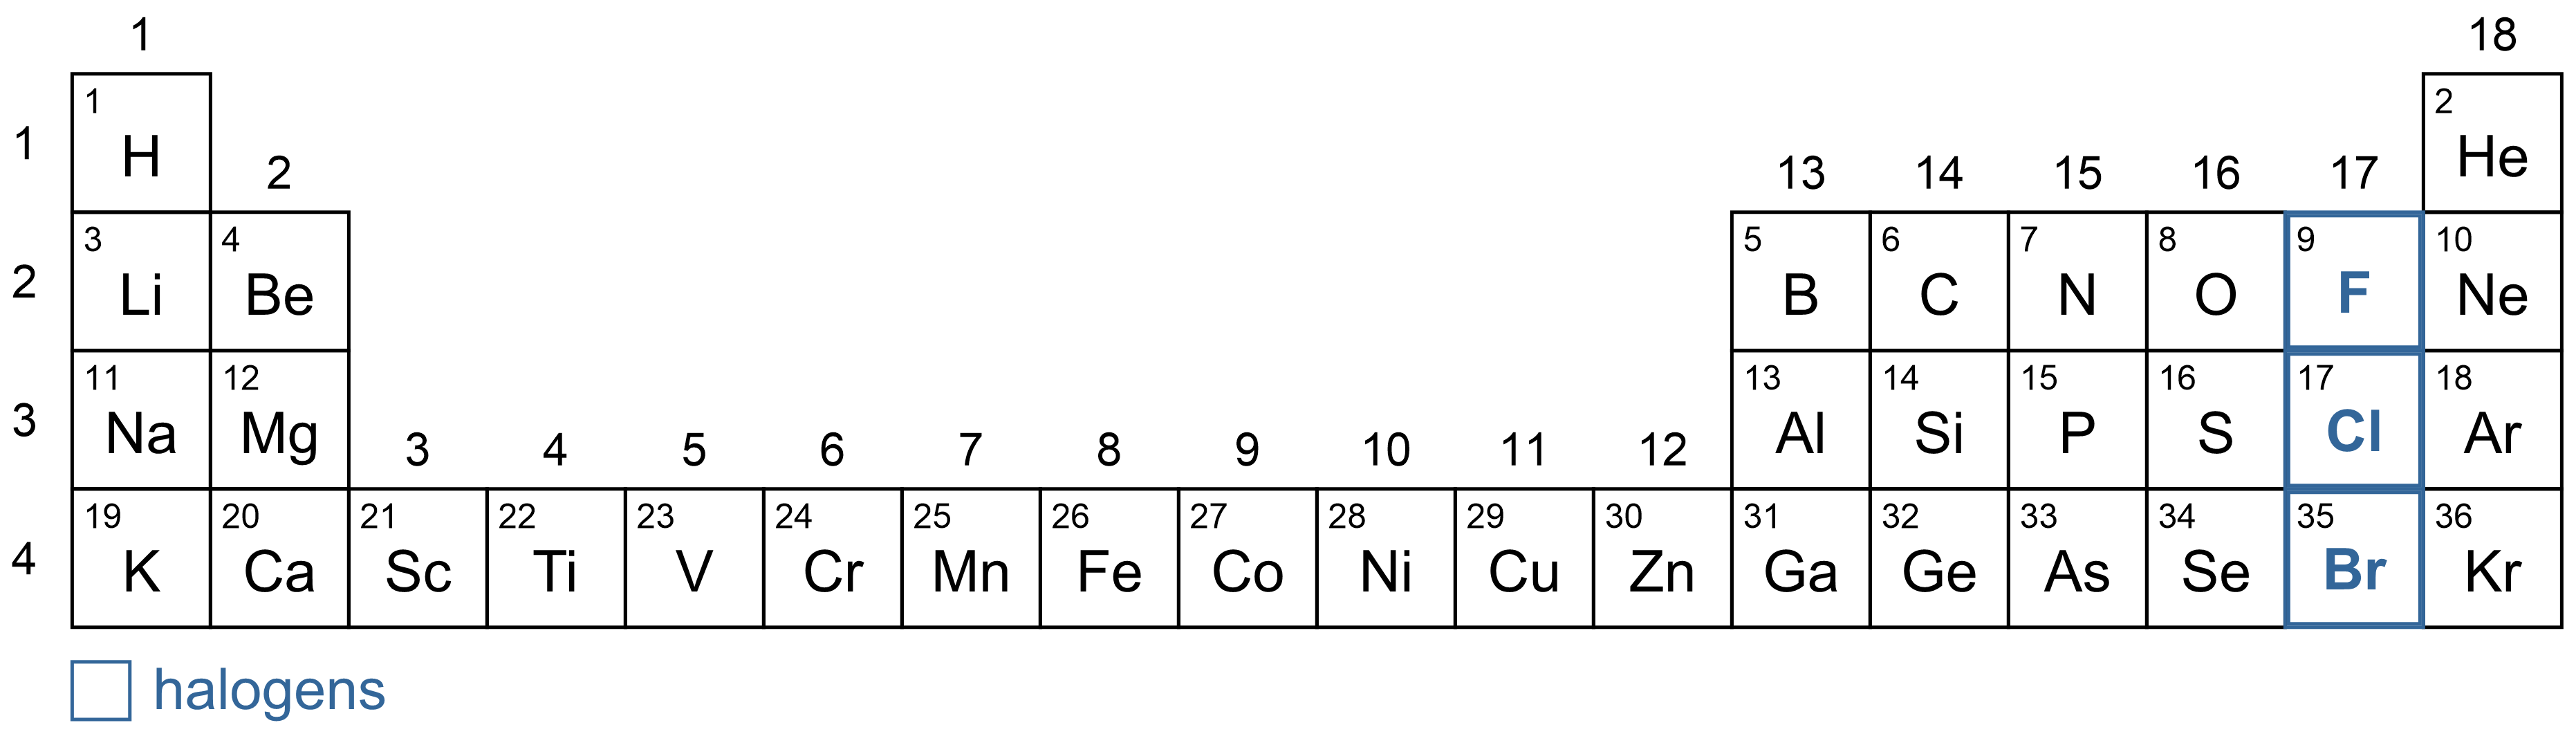 1 18
1 2
1 H He
2 13 14 15 16 17
3 4 5 6 7 8 9 10
2 Li Be B C N O F Ne
11 12 13 14 15 16 17 18
3 Na Mg Al Si P S Cl Ar
3 4 5 6 7 8 9 10 11 12
19 20 21 22 23 24 25 26 27 28 29 30 31 32 33 34 35 36
4 K Ca Sc Ti V Cr Mn Fe Co Ni Cu Zn Ga Ge As Se Br Kr
halogens